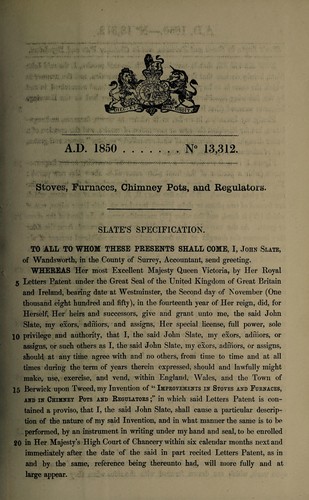 A.D. 1850 . . . . . . . Nº 13,312.
Stoves, Furnaces, Chimney Pots, and Regulators.
SLATE'S SPECIFICATION.
TO ALL TO WHOM THESE PRESENTS SHALL COME, I, JOHN SLATE,
of Wandsworth, in the County of Surrey, Accountant, send greeting.
WHEREAS Her most Excellent Majesty Queen Victoria, by Her Royal
5 Letters Patent under the Great Seal of the United Kingdom of Great Britain
and Ireland, bearing date at Westminster, the Second day of November (One
thousand eight hundred and fifty), in the fourteenth year of Her reign, did, for
Herself, Her heirs and successors, give and grant unto me, the said John
Slate, my exors, adm̃ors, and assigns, Her special license, full power, sole
10 privilege and authority, that I, the said John Slate, my exors, adm̃ors, or
assigns, or such others as I, the said John Slate, my exors, adm̃ors, or assigns,
should at any time agree with and no others, from time to time and at all
times during the term of years therein expressed, should and lawfully might
make, use, exercise, and vend, within England, Wales, and the Town of
15 Berwick upon Tweed, my Invention of "IMPROVEMENTS IN STOVES AND FURNACES,
AND IN CHIMNEY POTS AND REGULATORS;" in which said Letters Patent is con-
tained a proviso, that I, the said John Slate, shall cause a particular descrip-
tion of the nature of my said Invention, and in what manner the same is to be
performed, by an instrument in writing under my hand and seal, to be enrolled
20 in Her Majesty's High Court of Chancery within six calendar months next and
immediately after the date of the said in part recited Letters Patent, as in
and by the same, reference being thereunto had, will more fully and at
large appear.